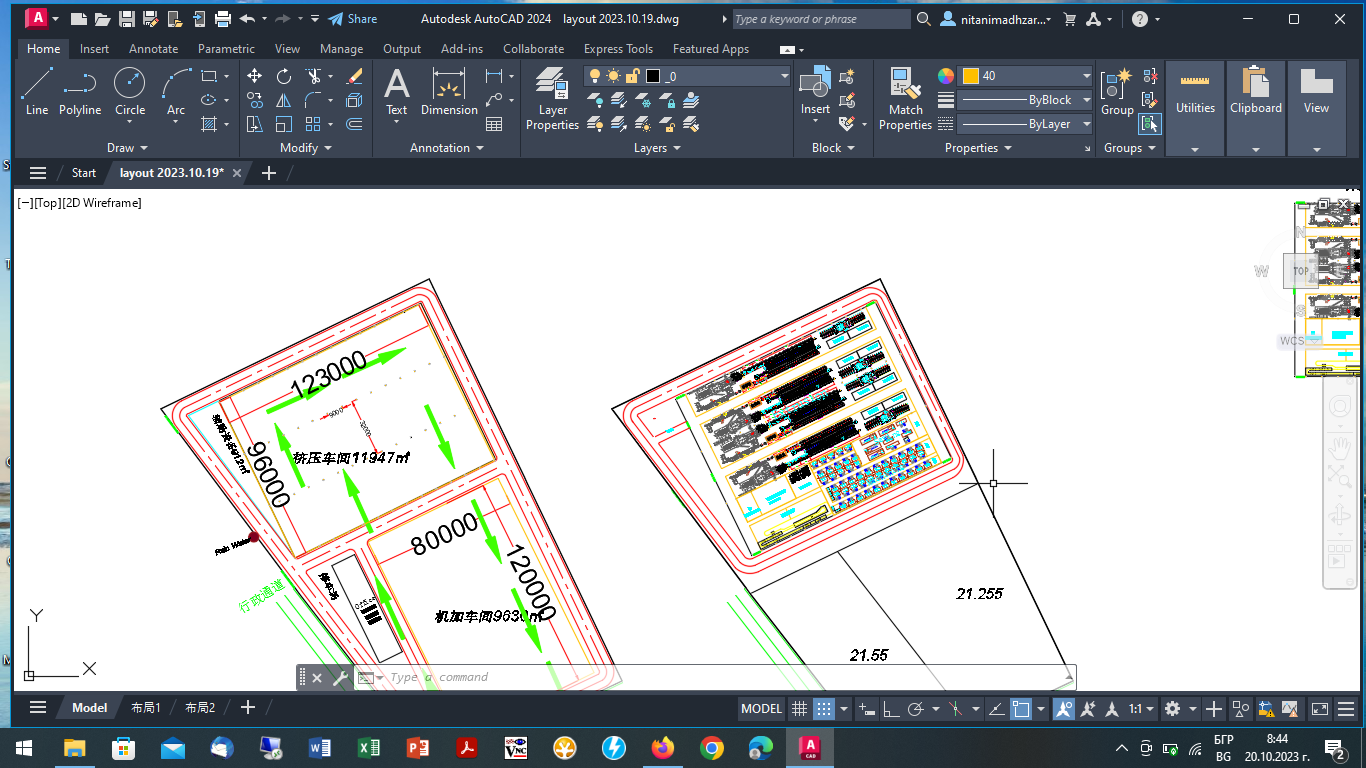 Share
Autodesk AutoCAD 2024 layout 2023.10.19.dwg
Type a keyword or phrase
nitanimadhzar...
Home Insert Annotate Parametric View Manage Output Add-ins Collaborate Express Tools Featured Apps
Line Polyline Circle Arc
Text Dimension
Layer Properties
_0
Insert
Match Properties
40
ByBlock
ByLayer
Group
Utilities
Clipboard
View
Draw Modify Annotation Layers Block Properties Groups
Start layout 2023.10.19*
[−][Top][2D Wireframe]
N
W TOP
S
WCS
123000
9000
96000
车间11947㎡
Rain Water
80000
120000
行政通道
机加车间9630㎡
21.255
21.55
Y
X
Type a command
Model 布局1 布局2
MODEL
1:1
БГР
BG
8:44
20.10.2023 г.
2